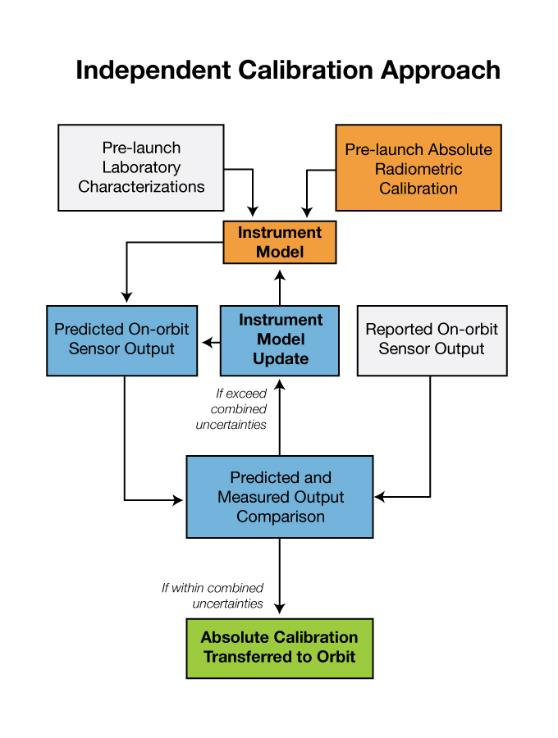 Independent Calibration Approach
Pre-launch
Laboratory
Characterizations
Pre-launch Absolute
Radiometric
Calibration
Instrument
Model
Predicted On-orbit
Sensor Output
Instrument
Model
Update
Reported On-orbit
Sensor Output
If exceed
combined
uncertainties
Predicted and
Measured Output
Comparison
If within combined
uncertainties
Absolute Calibration
Transferred to Orbit